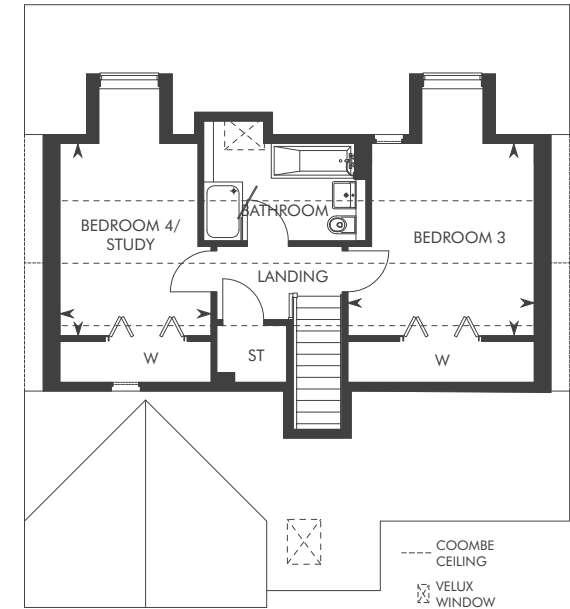 BEDROOM 4/
STUDY
BATHROOM
BEDROOM 3
LANDING
W
ST
W
COOMBE
CEILING
VELUX
WINDOW